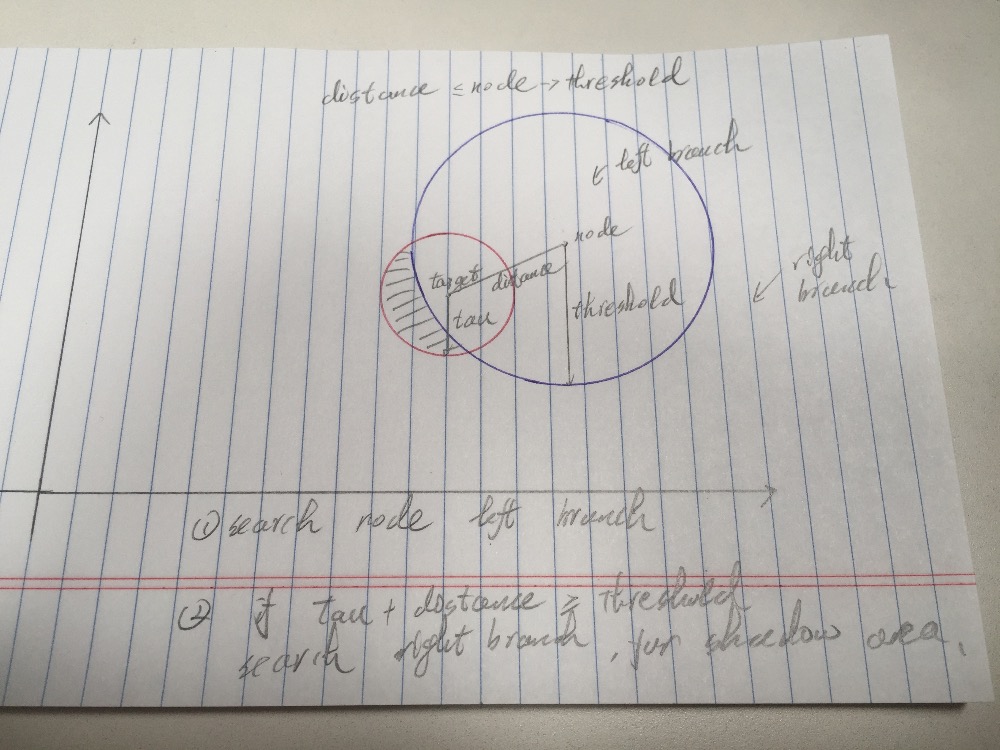 distance ≤ node -> threshold
left branch
node
right
branch
target
distance
threshold
tau
① search node left branch
② if tau + distance ≥ threshold
search right branch, for shadow area.